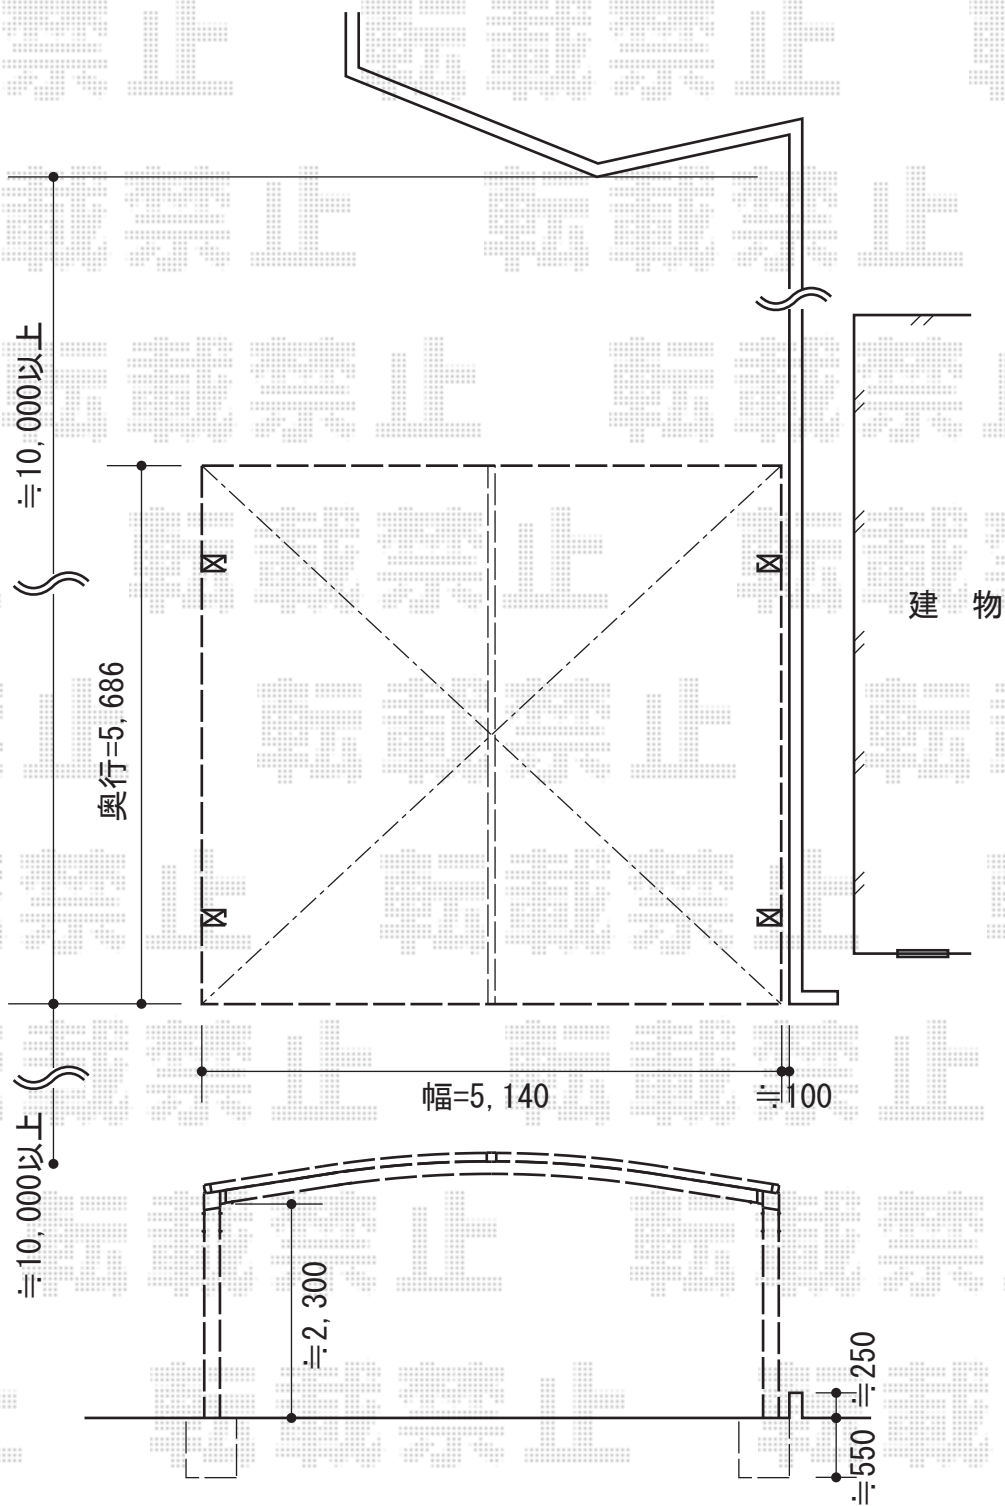 転載禁止
≒10,000以上
奥行=5,686
建 物
幅=5,140
≒100
≒10,000以上
≒2,300
≒250
≒550